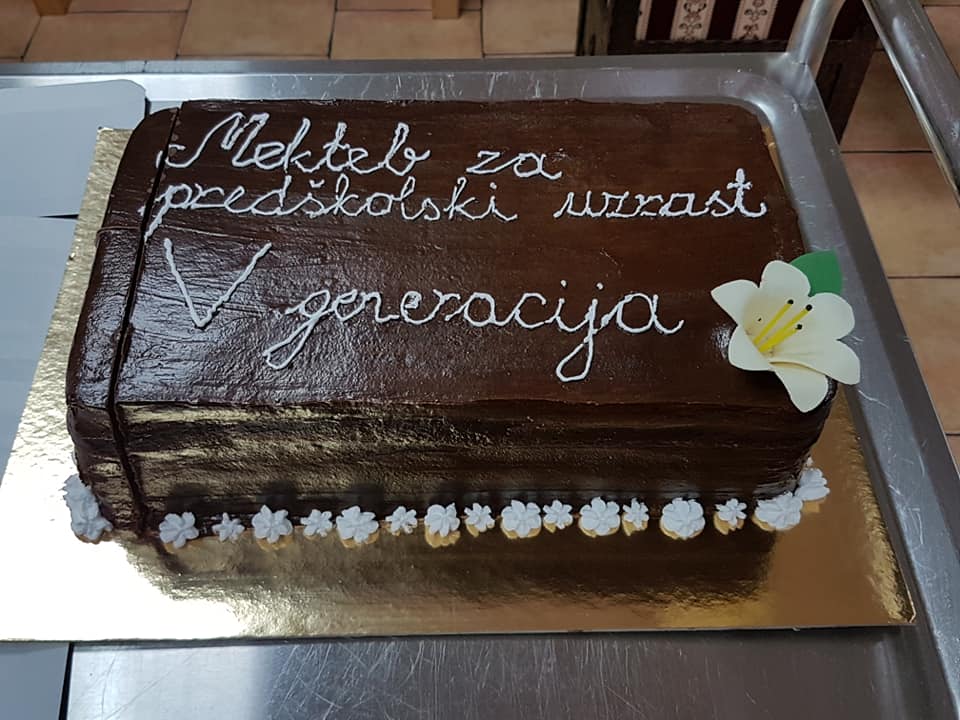 Mekteb za
predškolski uzrast
V generacija